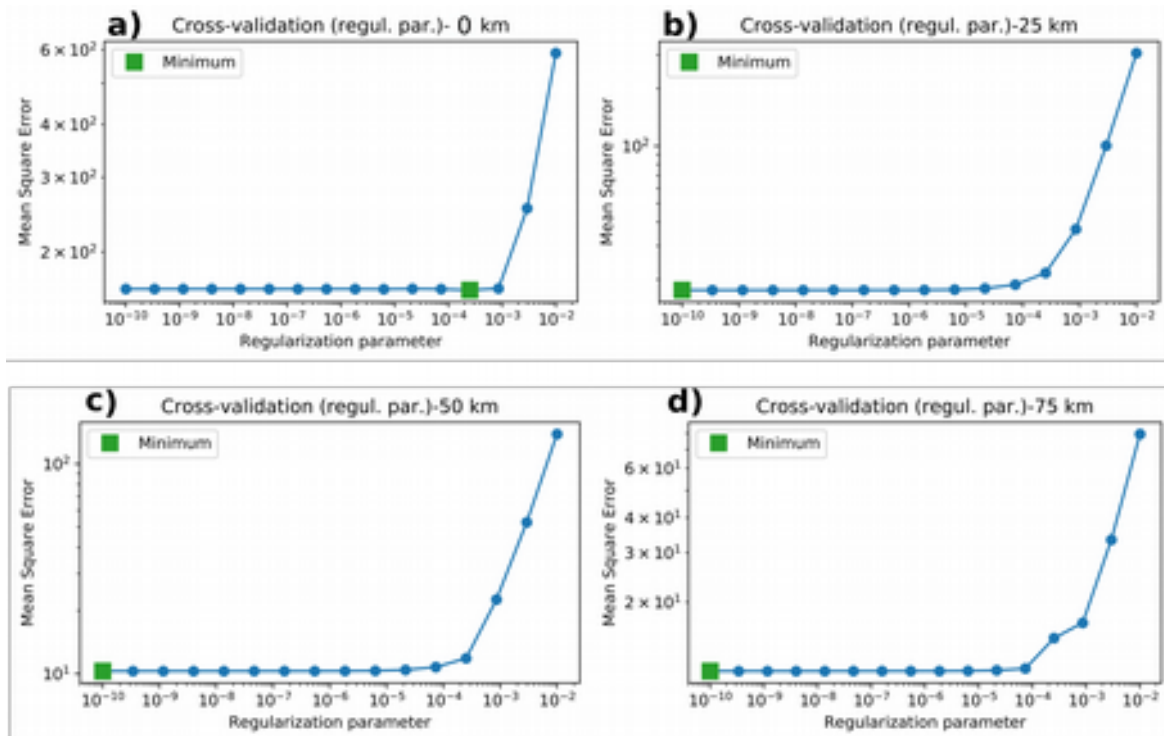 a) Cross-validation (regul. par.)- 0 km
Minimum
6 × 10²
4 × 10²
3 × 10²
2 × 10²
Mean Square Error
10⁻¹⁰ 10⁻⁹ 10⁻⁸ 10⁻⁷ 10⁻⁶ 10⁻⁵ 10⁻⁴ 10⁻³ 10⁻²
Regularization parameter
b) Cross-validation (regul. par.)-25 km
Minimum
10²
Mean Square Error
10⁻¹⁰ 10⁻⁹ 10⁻⁸ 10⁻⁷ 10⁻⁶ 10⁻⁵ 10⁻⁴ 10⁻³ 10⁻²
Regularization parameter
c) Cross-validation (regul. par.)-50 km
Minimum
10²
10¹
Mean Square Error
10⁻¹⁰ 10⁻⁹ 10⁻⁸ 10⁻⁷ 10⁻⁶ 10⁻⁵ 10⁻⁴ 10⁻³ 10⁻²
Regularization parameter
d) Cross-validation (regul. par.)-75 km
Minimum
6 × 10¹
4 × 10¹
3 × 10¹
2 × 10¹
Mean Square Error
10⁻¹⁰ 10⁻⁹ 10⁻⁸ 10⁻⁷ 10⁻⁶ 10⁻⁵ 10⁻⁴ 10⁻³ 10⁻²
Regularization parameter